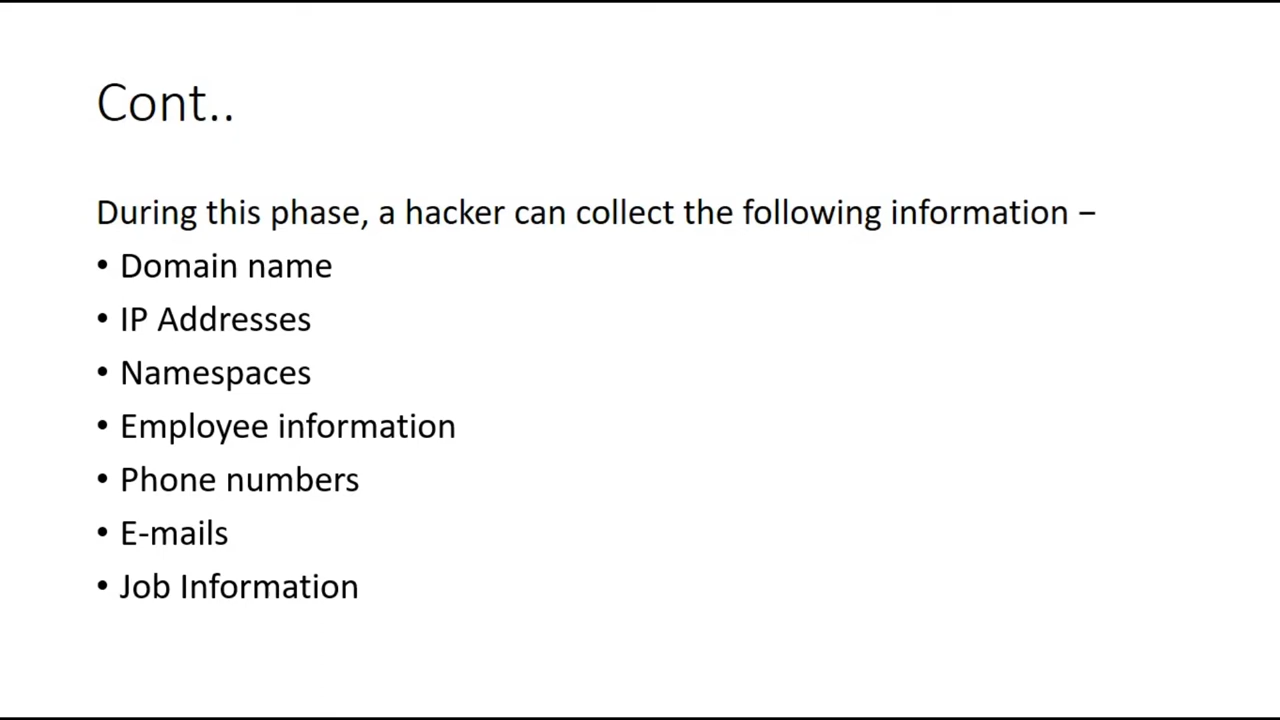 Cont..
During this phase, a hacker can collect the following information −
• Domain name
• IP Addresses
• Namespaces
• Employee information
• Phone numbers
• E-mails
• Job Information